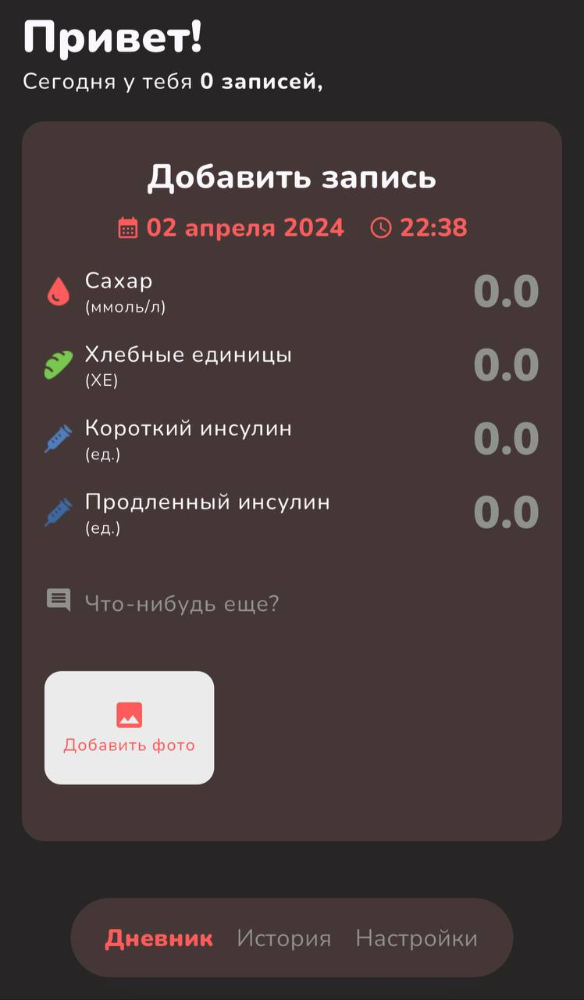 Привет!
Сегодня у тебя 0 записей,
Добавить запись
02 апреля 2024 22:38
Сахар
(ммоль/л)
0.0
Хлебные единицы
(ХЕ)
0.0
Короткий инсулин
(ед.)
0.0
Продленный инсулин
(ед.)
0.0
Что-нибудь еще?
Добавить фото
Дневник История Настройки